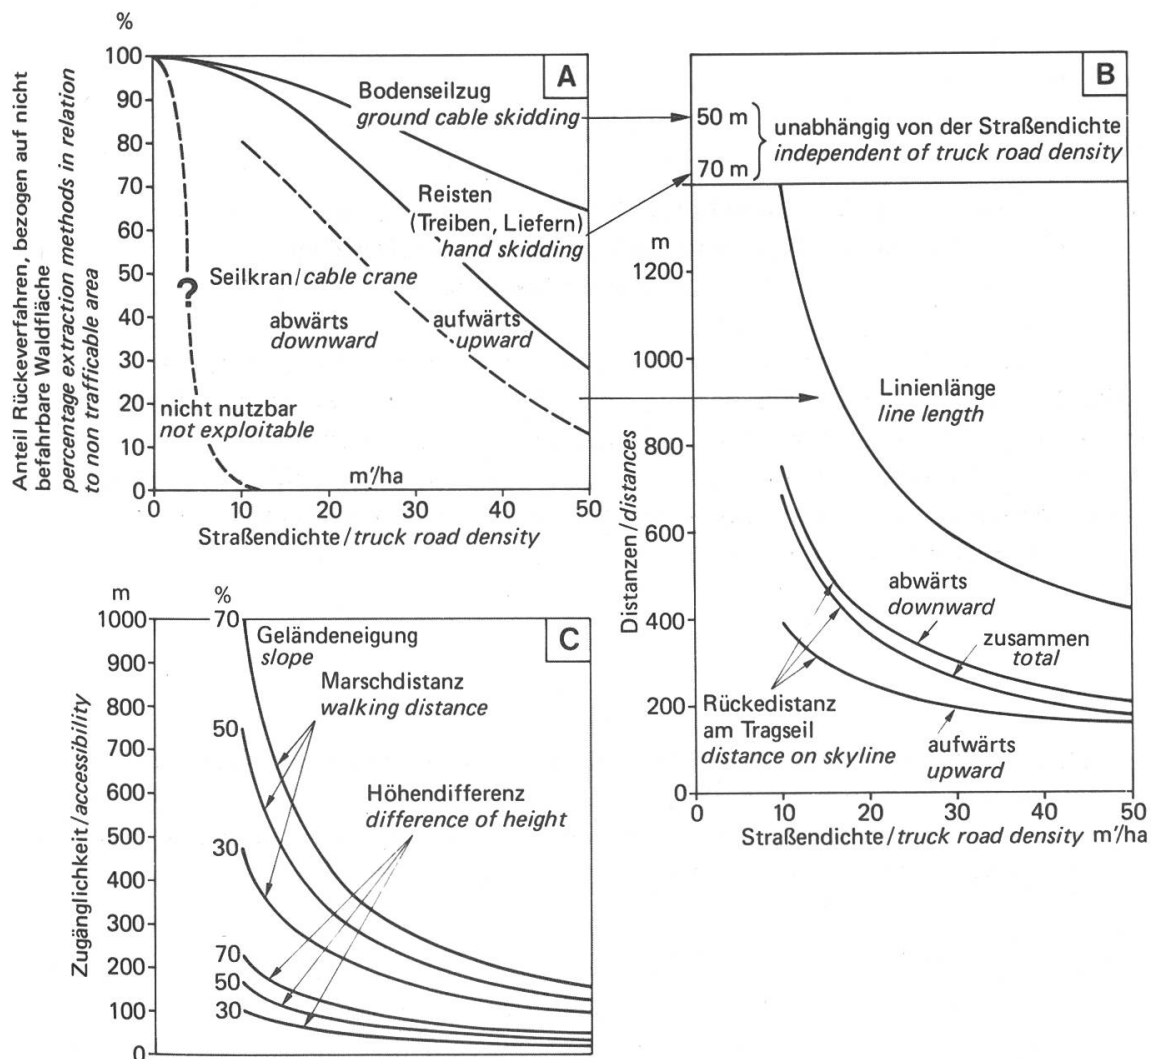 %
100
90
80
70
60
50
40
30
20
10
0
Anteil Rückeverfahren, bezogen auf nicht
befahrbare Waldfläche
percentage extraction methods in relation
to non trafficable area
A
Bodenseilzug
ground cable skidding
Reisten
(Treiben, Liefern)
hand skidding
Seilkran/cable crane
?
abwärts
downward
aufwärts
upward
nicht nutzbar
not exploitable
m'/ha
0 10 20 30 40 50
Straßendichte/truck road density
B
50 m
70 m
unabhängig von der Straßendichte
independent of truck road density
m
1200
1000
800
600
400
200
0
Distanzen/distances
Linienlänge
line length
abwärts
downward
zusammen
total
Rückedistanz
am Tragseil
distance on skyline
aufwärts
upward
0 10 20 30 40 50
Straßendichte/truck road density m'/ha
m
1000
900
800
700
600
500
400
300
200
100
0
Zugänglichkeit/accessibility
%
70
50
30
70
50
30
C
Geländeneigung
slope
Marschdistanz
walking distance
Höhendifferenz
difference of height